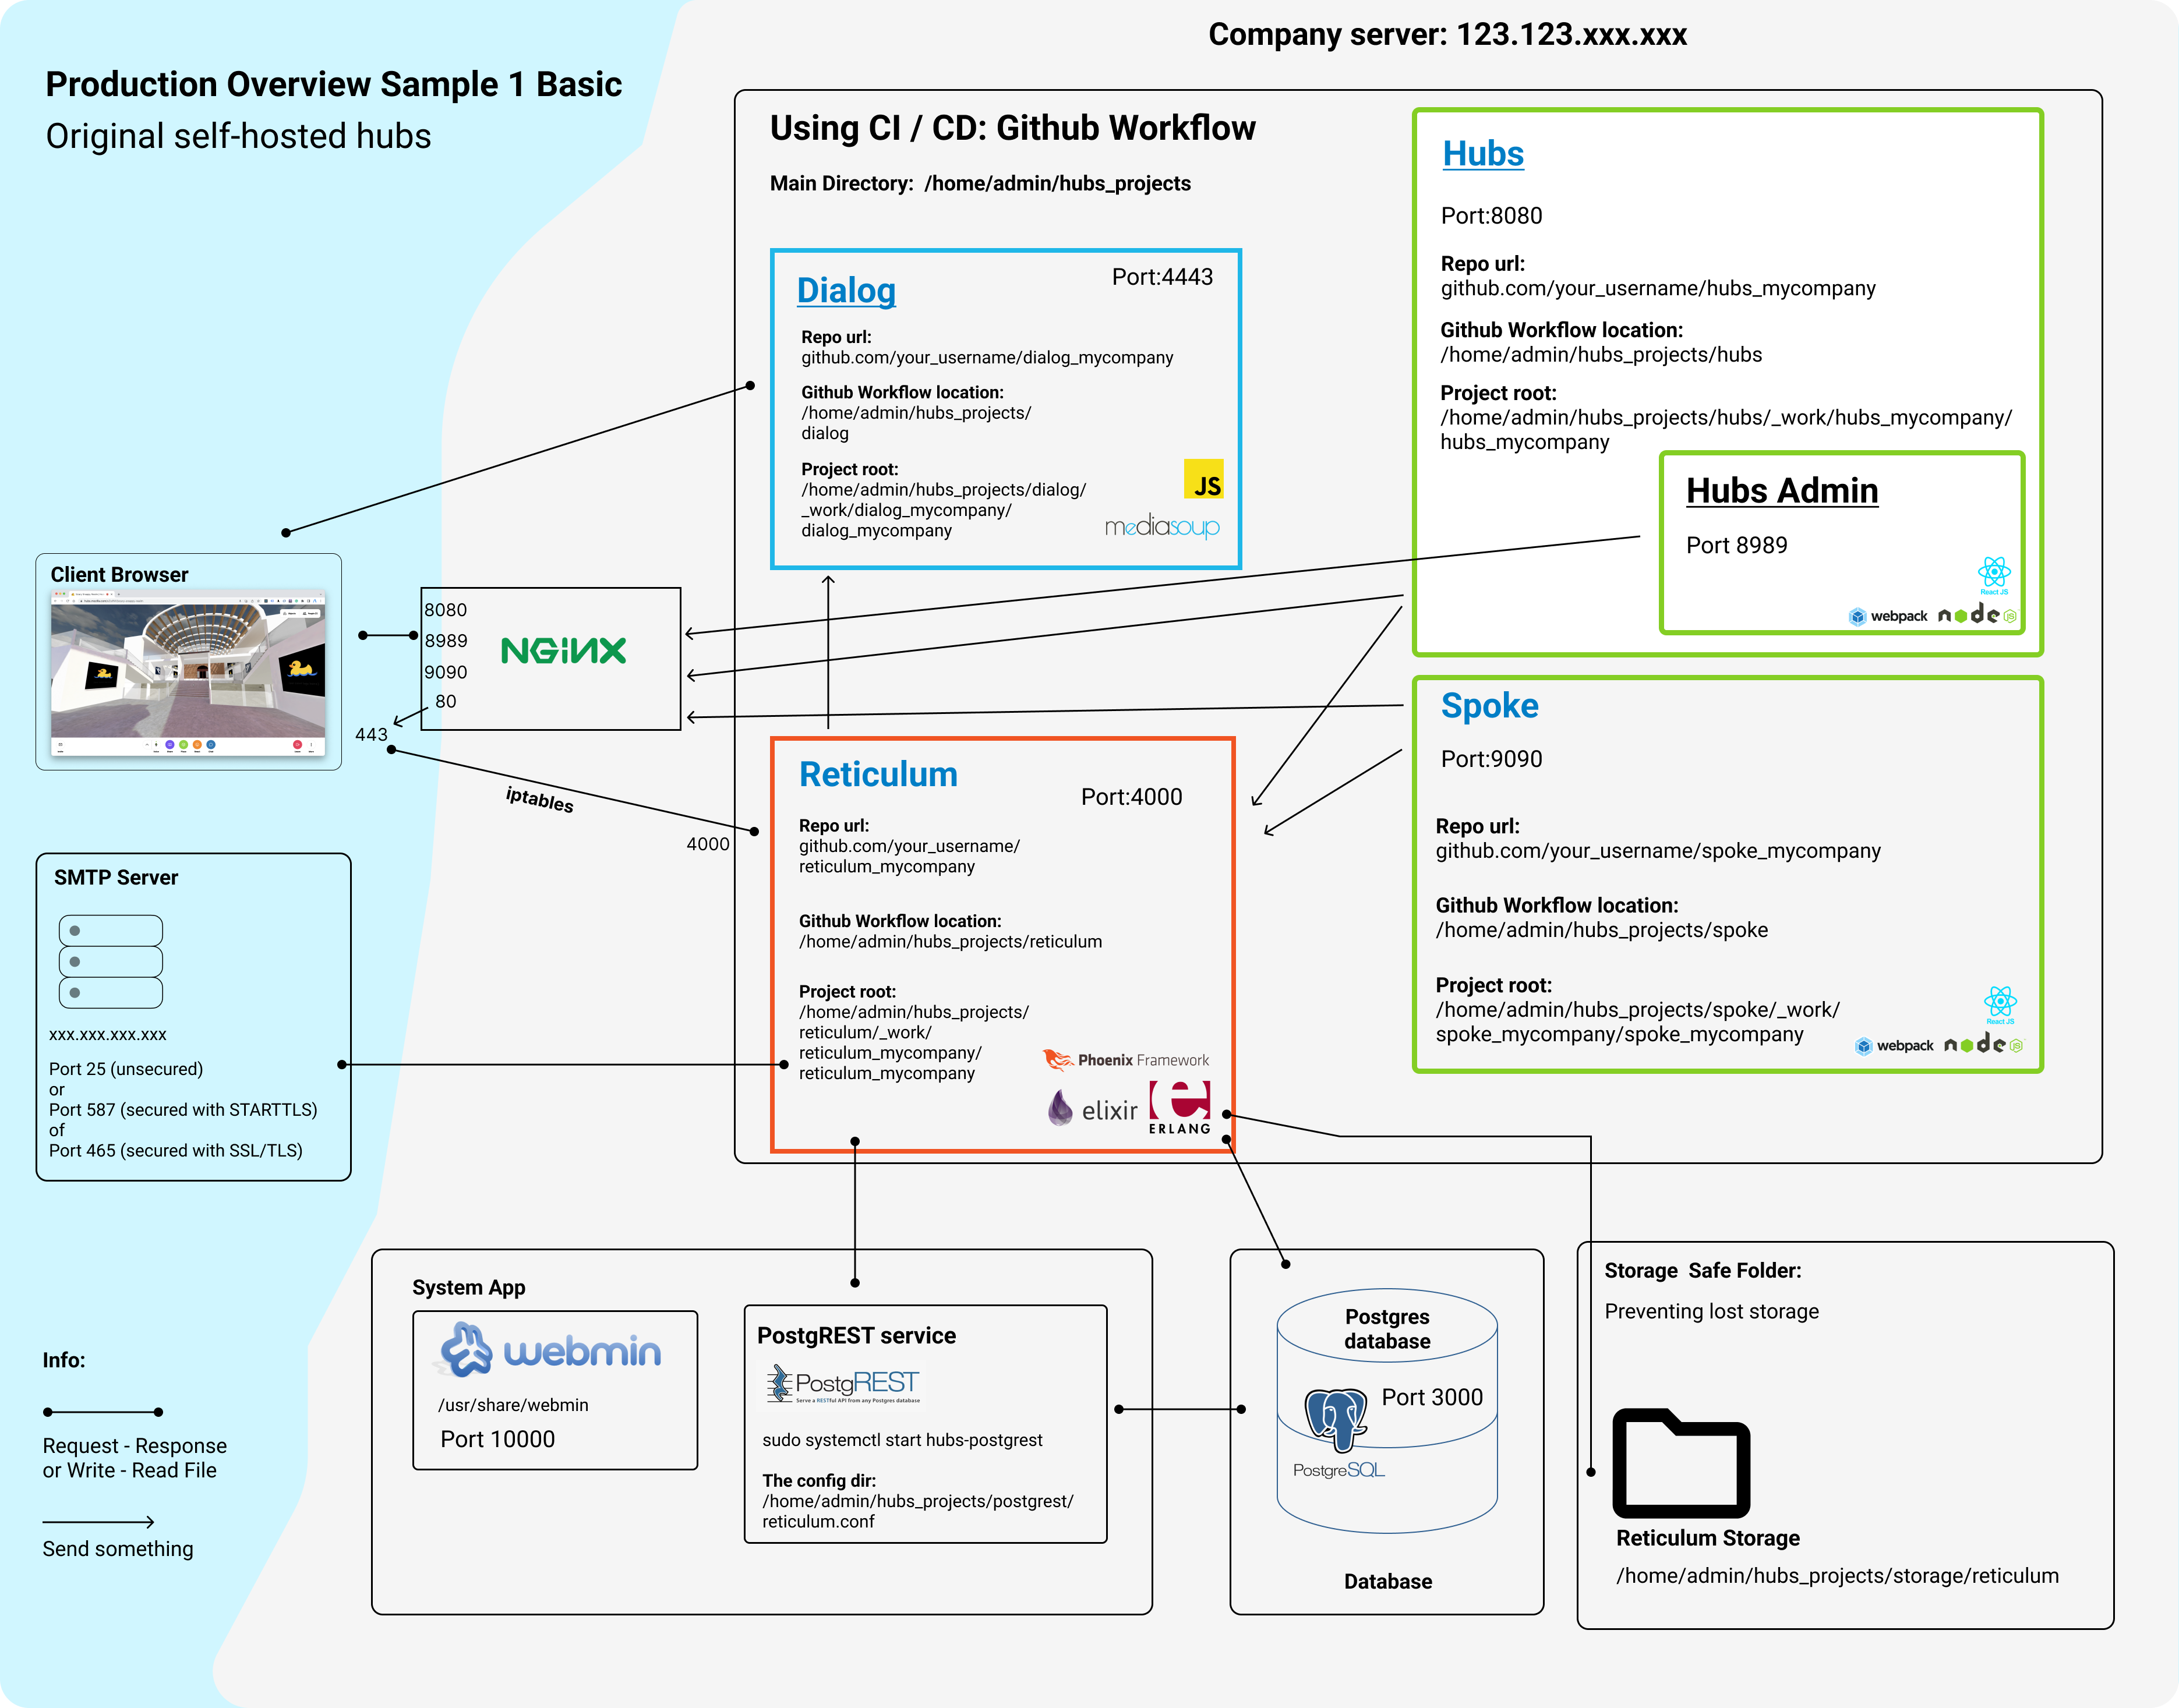 Company server: 123.123.xxx.xxx
Production Overview Sample 1 Basic
Original self-hosted hubs
Using CI / CD: Github Workflow
Main Directory:  /home/admin/hubs_projects
Dialog
Port:4443
Repo url:
github.com/your_username/dialog_mycompany
Github Workflow location:
/home/admin/hubs_projects/
dialog
Project root:
/home/admin/hubs_projects/dialog/
_work/dialog_mycompany/
dialog_mycompany
JS
mediasoup
Hubs
Port:8080
Repo url:
github.com/your_username/hubs_mycompany
Github Workflow location:
/home/admin/hubs_projects/hubs
Project root:
/home/admin/hubs_projects/hubs/_work/hubs_mycompany/
hubs_mycompany
Hubs Admin
Port 8989
React JS
webpack
node JS
Client Browser
8080
8989
9090
80
NGINX
443
iptables
4000
Reticulum
Port:4000
Repo url:
github.com/your_username/
reticulum_mycompany
Github Workflow location:
/home/admin/hubs_projects/reticulum
Project root:
/home/admin/hubs_projects/
reticulum/_work/
reticulum_mycompany/
reticulum_mycompany
Phoenix Framework
elixir
e
ERLANG
Spoke
Port:9090
Repo url:
github.com/your_username/spoke_mycompany
Github Workflow location:
/home/admin/hubs_projects/spoke
Project root:
/home/admin/hubs_projects/spoke/_work/
spoke_mycompany/spoke_mycompany
React JS
webpack
node JS
SMTP Server
xxx.xxx.xxx.xxx
Port 25 (unsecured)
or
Port 587 (secured with STARTTLS)
of
Port 465 (secured with SSL/TLS)
System App
webmin
/usr/share/webmin
Port 10000
PostgREST service
PostgREST
Serve a RESTful API from any Postgres database
sudo systemctl start hubs-postgrest
The config dir:
/home/admin/hubs_projects/postgrest/
reticulum.conf
Postgres
database
Port 3000
PostgreSQL
Database
Storage  Safe Folder:
Preventing lost storage
Reticulum Storage
/home/admin/hubs_projects/storage/reticulum
Info:
Request - Response
or Write - Read File
Send something